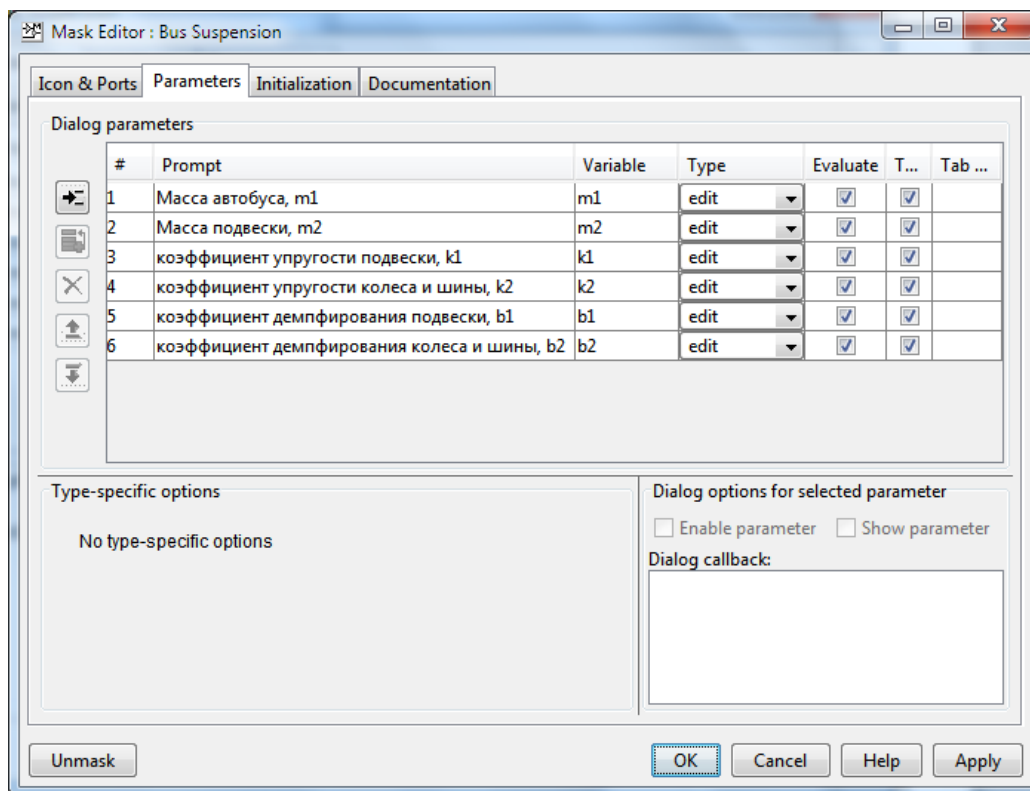 Mask Editor : Bus Suspension
Icon & Ports Parameters Initialization Documentation
Dialog parameters
# Prompt Variable Type Evaluate T... Tab ...
1 Масса автобуса, m1 m1 edit
2 Масса подвески, m2 m2 edit
3 коэффициент упругости подвески, k1 k1 edit
4 коэффициент упругости колеса и шины, k2 k2 edit
5 коэффициент демпфирования подвески, b1 b1 edit
6 коэффициент демпфирования колеса и шины, b2 b2 edit
Type-specific options
No type-specific options
Dialog options for selected parameter
Enable parameter Show parameter
Dialog callback:
Unmask OK Cancel Help Apply